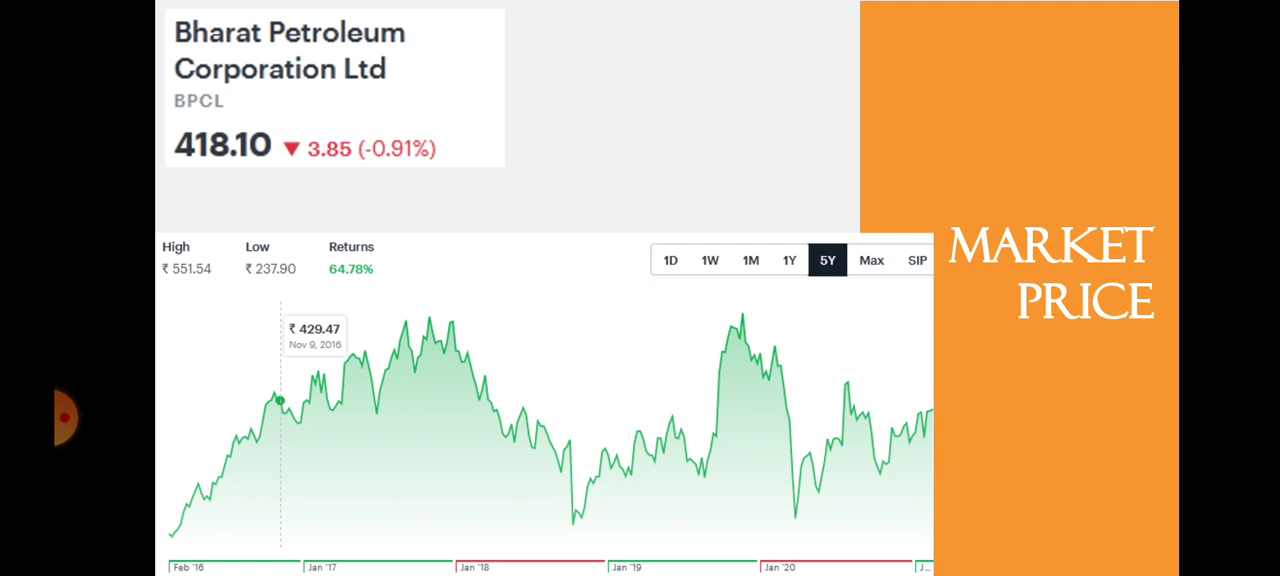 Bharat Petroleum
Corporation Ltd
BPCL
418.10 ▼ 3.85 (-0.91%)
MARKET
PRICE
High Low Returns
₹ 551.54 ₹ 237.90 64.78%
1D 1W 1M 1Y 5Y Max SIP
₹ 429.47
Nov 9, 2016
Feb '16 Jan '17 Jan '18 Jan '19 Jan '20 J...